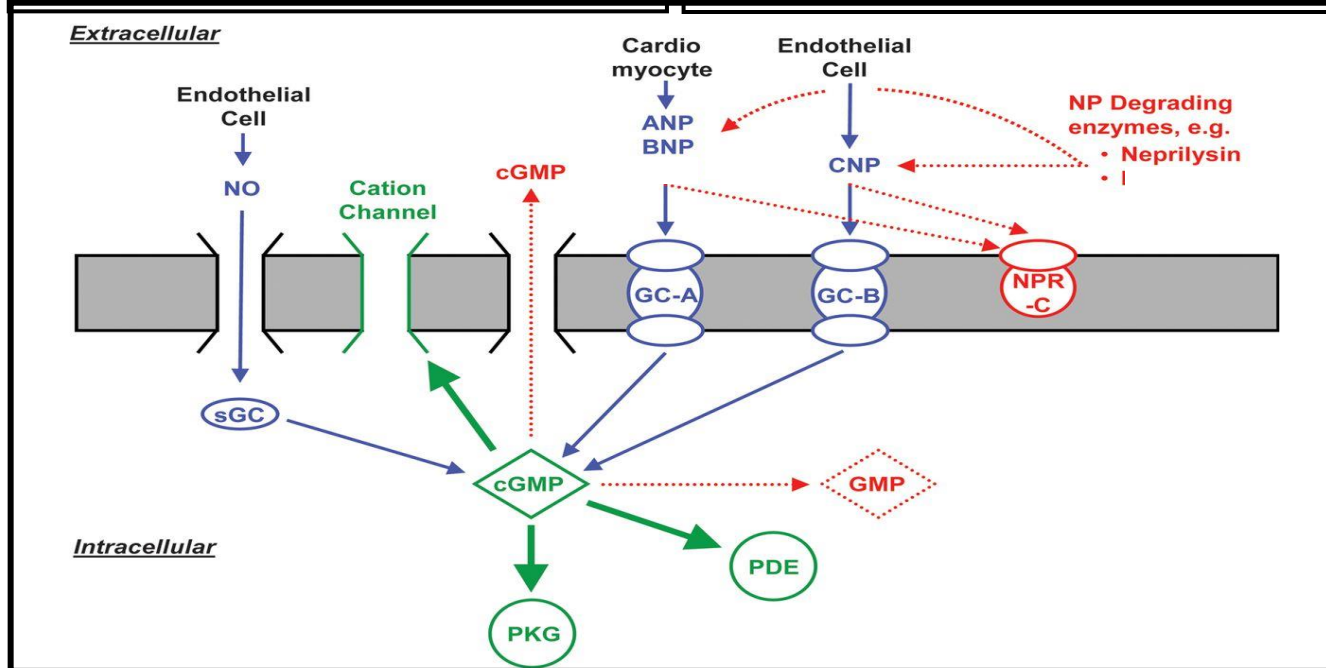 Extracellular
Cardio
myocyte
Endothelial
Cell
Endothelial
Cell
NP Degrading
enzymes, e.g.
• Neprilysin
• I
ANP
BNP
CNP
NO
Cation
Channel
cGMP
GC-A
GC-B
NPR
-C
sGC
cGMP
GMP
Intracellular
PDE
PKG